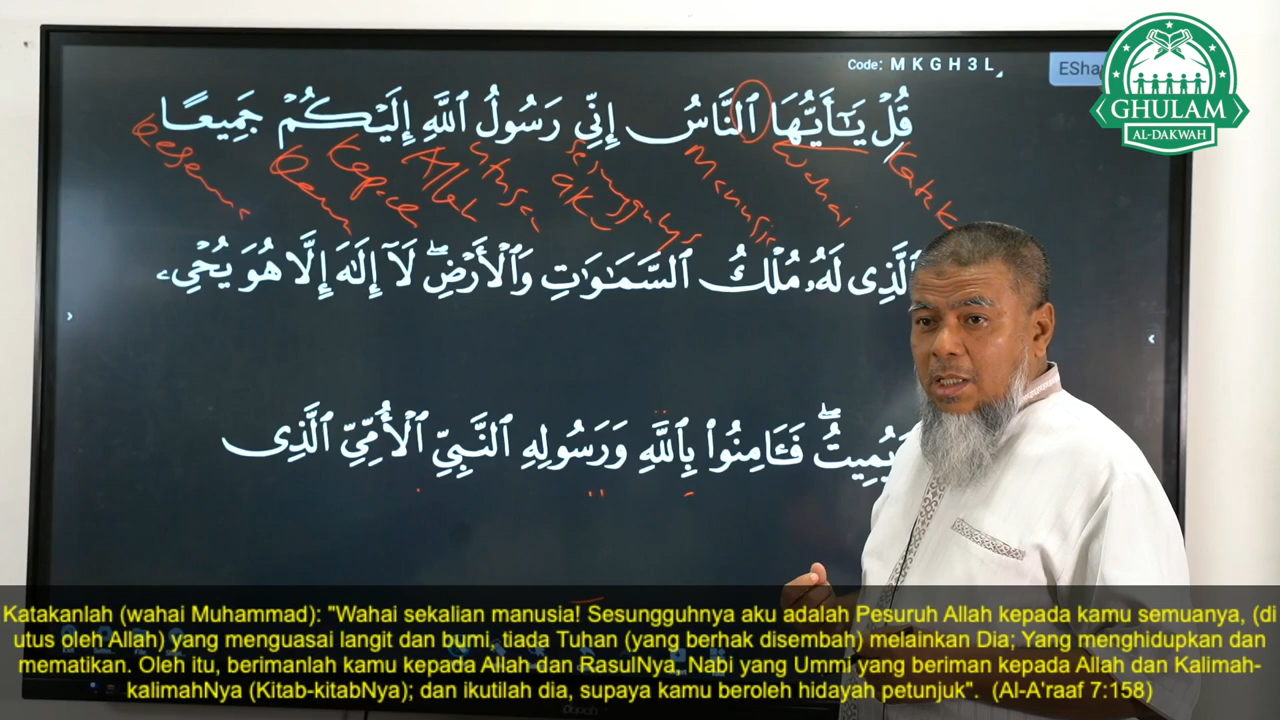 Code: M K G H 3 L
ESha
GHULAM
AL-DAKWAH
قُلْ يَـٰٓأَيُّهَا ٱلنَّاسُ إِنِّى رَسُولُ ٱللَّهِ إِلَيْكُمْ جَمِيعًا
Manusia
ٱلَّذِى لَهُۥ مُلْكُ ٱلسَّمَـٰوَٰتِ وَٱلْأَرْضِ ۖ لَآ إِلَـٰهَ إِلَّا هُوَ يُحْىِۦ
يُمِيتُ ۖ فَـَٔامِنُوا۟ بِٱللَّهِ وَرَسُولِهِ ٱلنَّبِىِّ ٱلْأُمِّىِّ ٱلَّذِى
Katakanlah (wahai Muhammad): "Wahai sekalian manusia! Sesungguhnya aku adalah Pesuruh Allah kepada kamu semuanya, (di
utus oleh Allah) yang menguasai langit dan bumi, tiada Tuhan (yang berhak disembah) melainkan Dia; Yang menghidupkan dan
mematikan. Oleh itu, berimanlah kamu kepada Allah dan RasulNya, Nabi yang Ummi yang beriman kepada Allah dan Kalimah-
kalimahNya (Kitab-kitabNya); dan ikutilah dia, supaya kamu beroleh hidayah petunjuk". (Al-A'raaf 7:158)